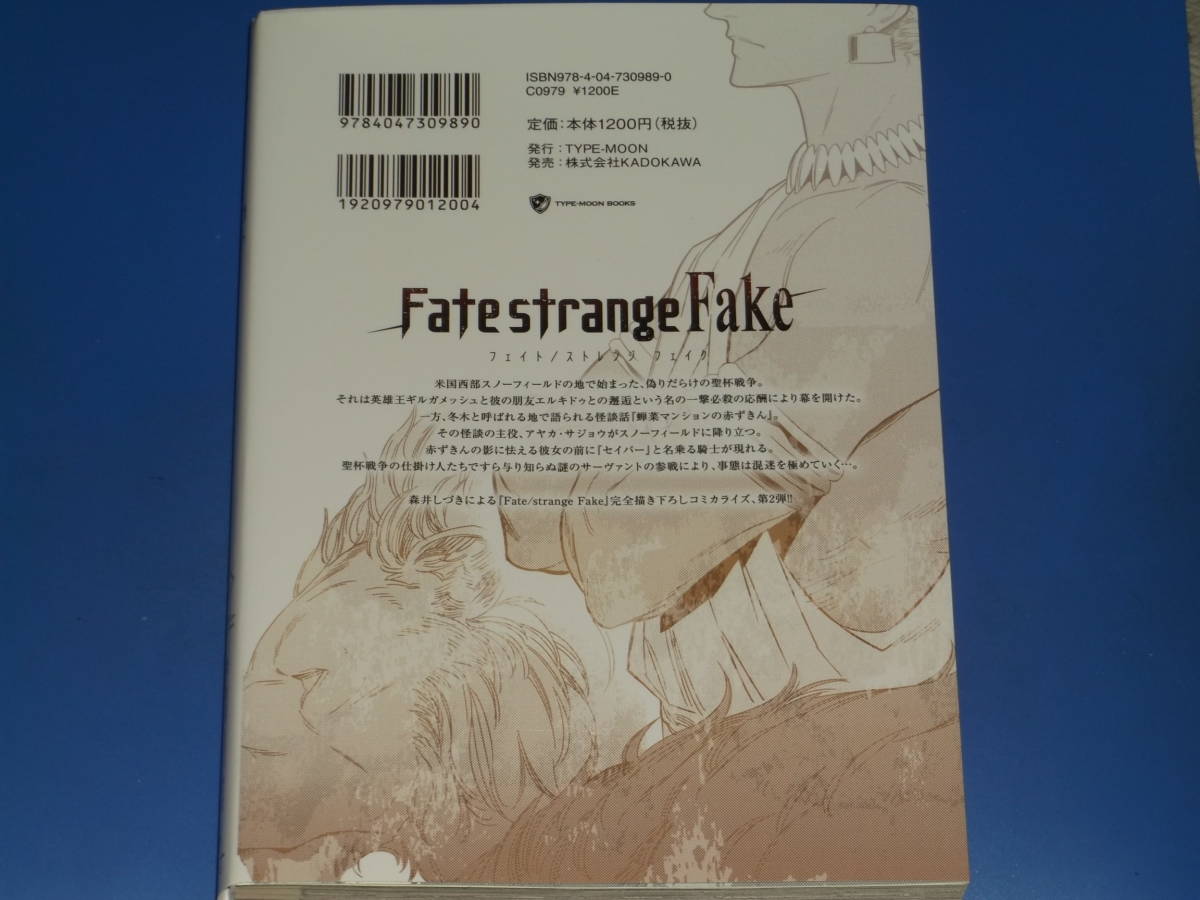 ISBN978-4-04-730989-0
C0979 ¥1200E
9784047309890
定価：本体1200円（税抜）
発行：TYPE-MOON
発売：株式会社KADOKAWA
1920979012004
TYPE-MOON BOOKS
Fate strange Fake
フェイト/ストレンジ フェイク
米国西部スノーフィールドの地で始まった、偽りだらけの聖杯戦争。
それは英雄王ギルガメッシュと彼の朋友エルキドゥとの邂逅という名の一撃必殺の応酬により幕を開けた。
一方、冬木と呼ばれる地で語られる怪談話『蝉菜マンションの赤ずきん』。
その怪談の主役、アヤカ・サジョウがスノーフィールドに降り立つ。
赤ずきんの影に怯える彼女の前に『セイバー』と名乗る騎士が現れる。
聖杯戦争の仕掛け人たちですら与り知らぬ謎のサーヴァントの参戦により、事態は混迷を極めていく…。
森井しづきによる『Fate/strange Fake』完全描き下ろしコミカライズ、第2弾!!